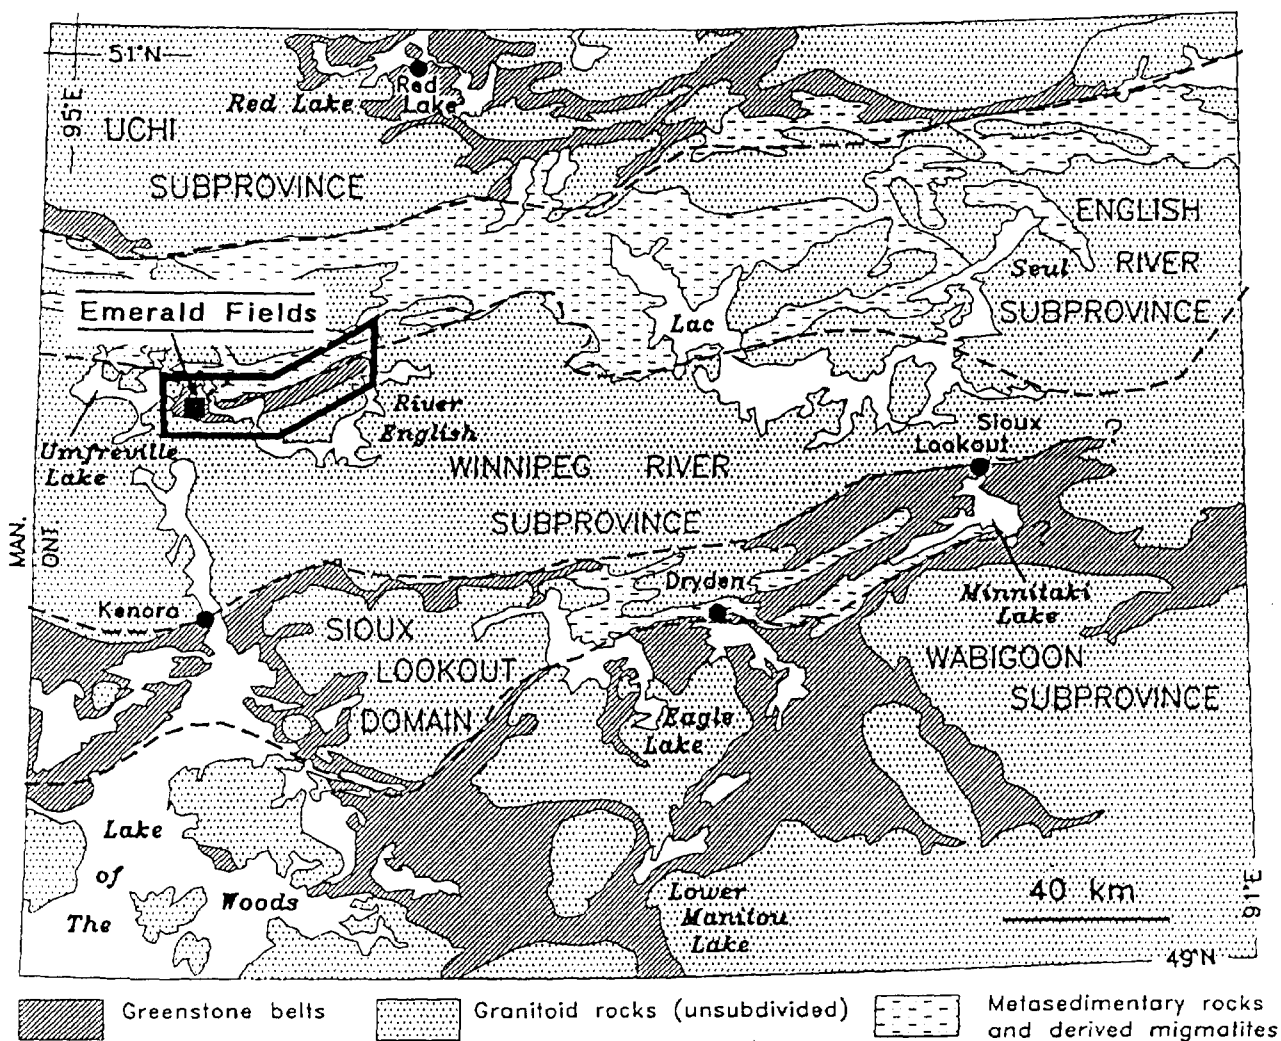 51°N
95°E
Red Lake
Red
Lake
UCHI
SUBPROVINCE
ENGLISH
RIVER
SUBPROVINCE
Seul
Lac
Emerald Fields
River
English
Umfreville
Lake
WINNIPEG RIVER
SUBPROVINCE
Sioux
Lookout
?
?
MAN.
ONT.
Kenora
Dryden
Minnitaki
Lake
SIOUX
LOOKOUT
DOMAIN
WABIGOON
SUBPROVINCE
Eagle
Lake
Lake
of
The
Woods
Lower
Manitou
Lake
40 km
91°E
49°N
Greenstone belts
Granitoid rocks (unsubdivided)
Metasedimentary rocks
and derived migmatites